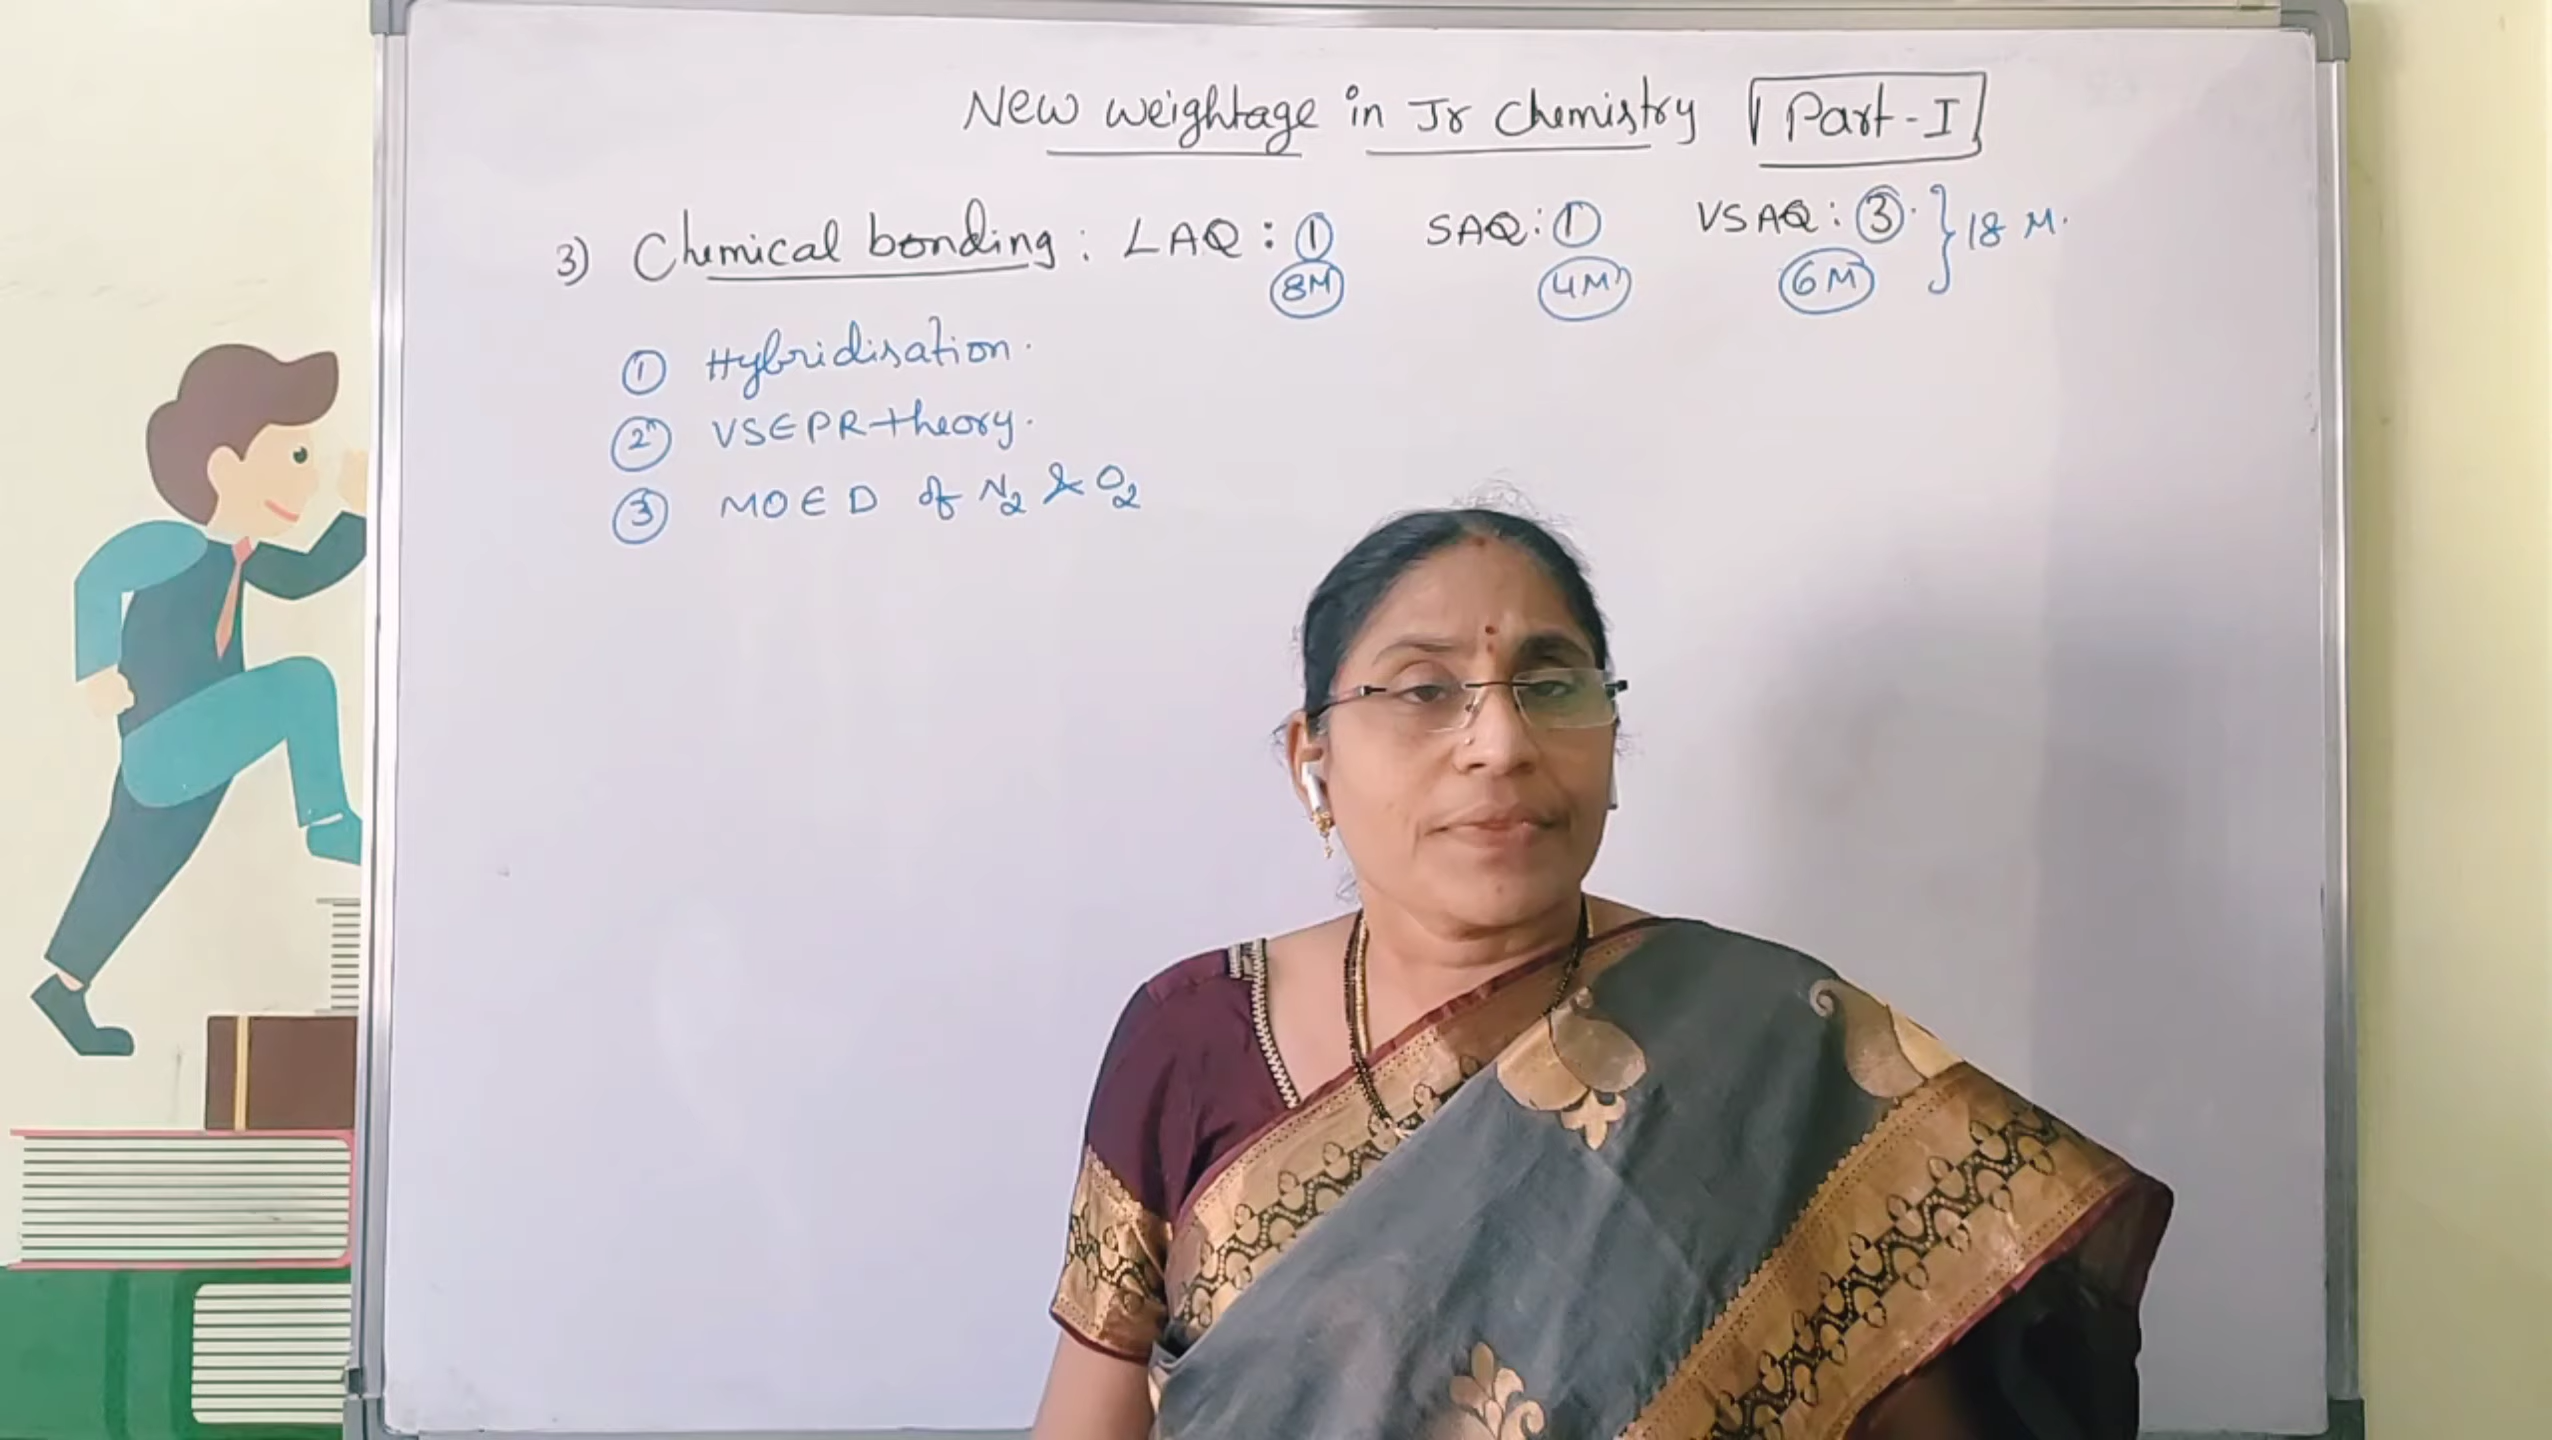 New weightage in Jr Chemistry Part-I
3) Chemical bonding : LAQ : 1 SAQ : 1 VSAQ : 3 } 18 M.
8M 4M 6M
1 Hybridisation.
2 VSEPR theory.
3 MOED of N2 & O2